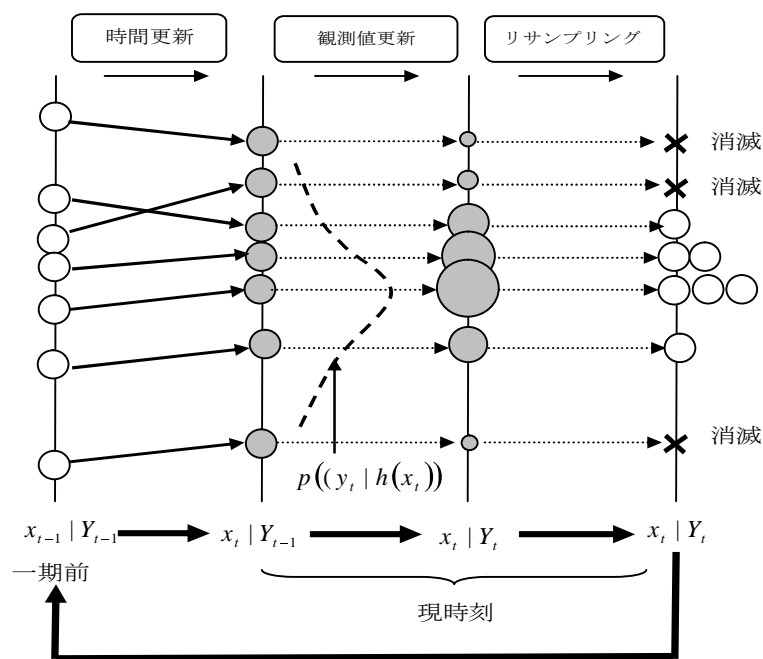 時間更新
観測値更新
リサンプリング
消滅
消滅
消滅
p((y_t | h(x_t))
x_{t-1} | Y_{t-1}
x_t | Y_{t-1}
x_t | Y_t
x_t | Y_t
一期前
現時刻